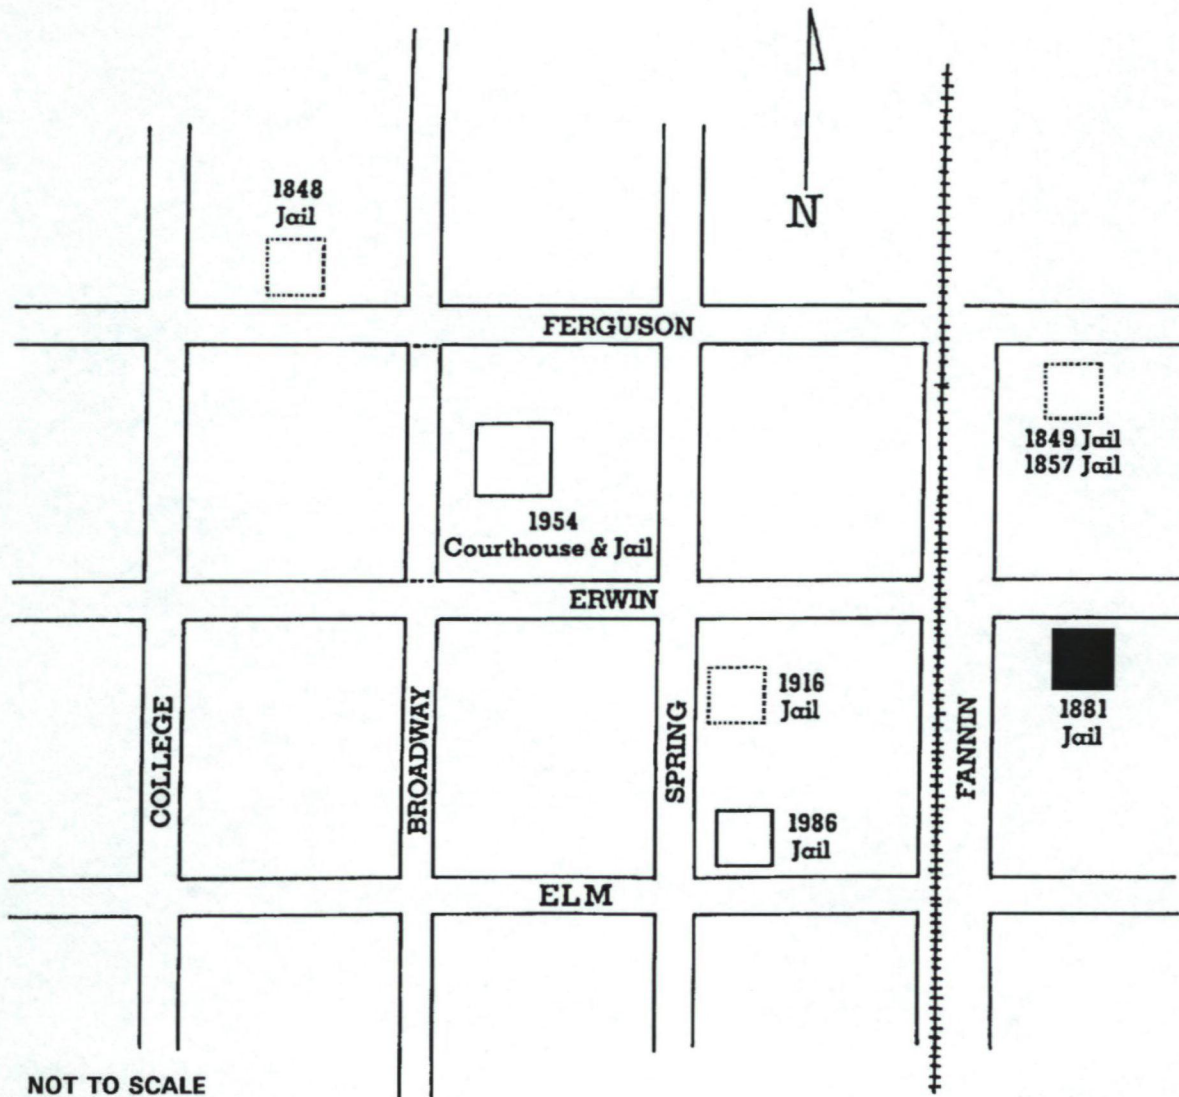 1848
Jail
N
FERGUSON
1849 Jail
1857 Jail
1954
Courthouse & Jail
ERWIN
COLLEGE
BROADWAY
SPRING
1916
Jail
FANNIN
1881
Jail
1986
Jail
ELM
NOT TO SCALE